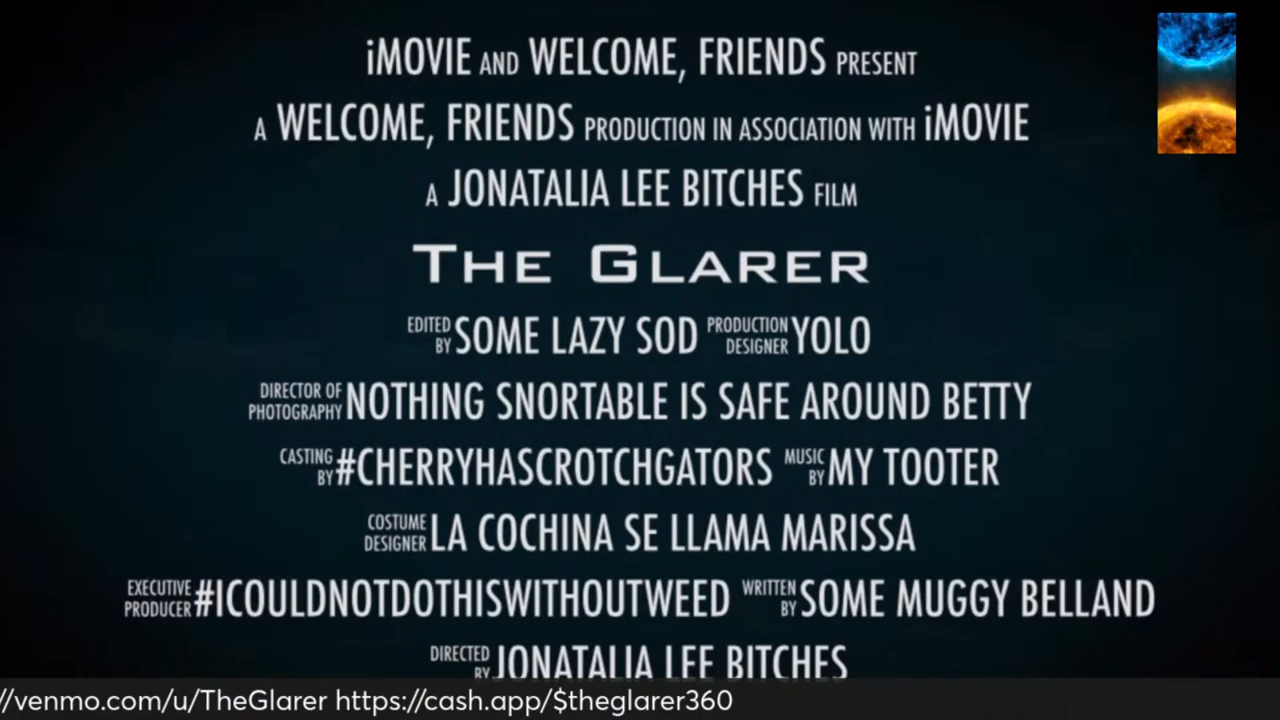 iMOVIE AND WELCOME, FRIENDS PRESENT
A WELCOME, FRIENDS PRODUCTION IN ASSOCIATION WITH iMOVIE
A JONATALIA LEE BITCHES FILM
THE GLARER
EDITED BY SOME LAZY SOD PRODUCTION DESIGNER YOLO
DIRECTOR OF PHOTOGRAPHY NOTHING SNORTABLE IS SAFE AROUND BETTY
CASTING BY #CHERRYHASCROTCHGATORS MUSIC BY MY TOOTER
COSTUME DESIGNER LA COCHINA SE LLAMA MARISSA
EXECUTIVE PRODUCER #ICOULDNOTDOTHISWITHOUTWEED WRITTEN BY SOME MUGGY BELLAND
DIRECTED BY JONATALIA LEE BITCHES
//venmo.com/u/TheGlarer https://cash.app/$theglarer360